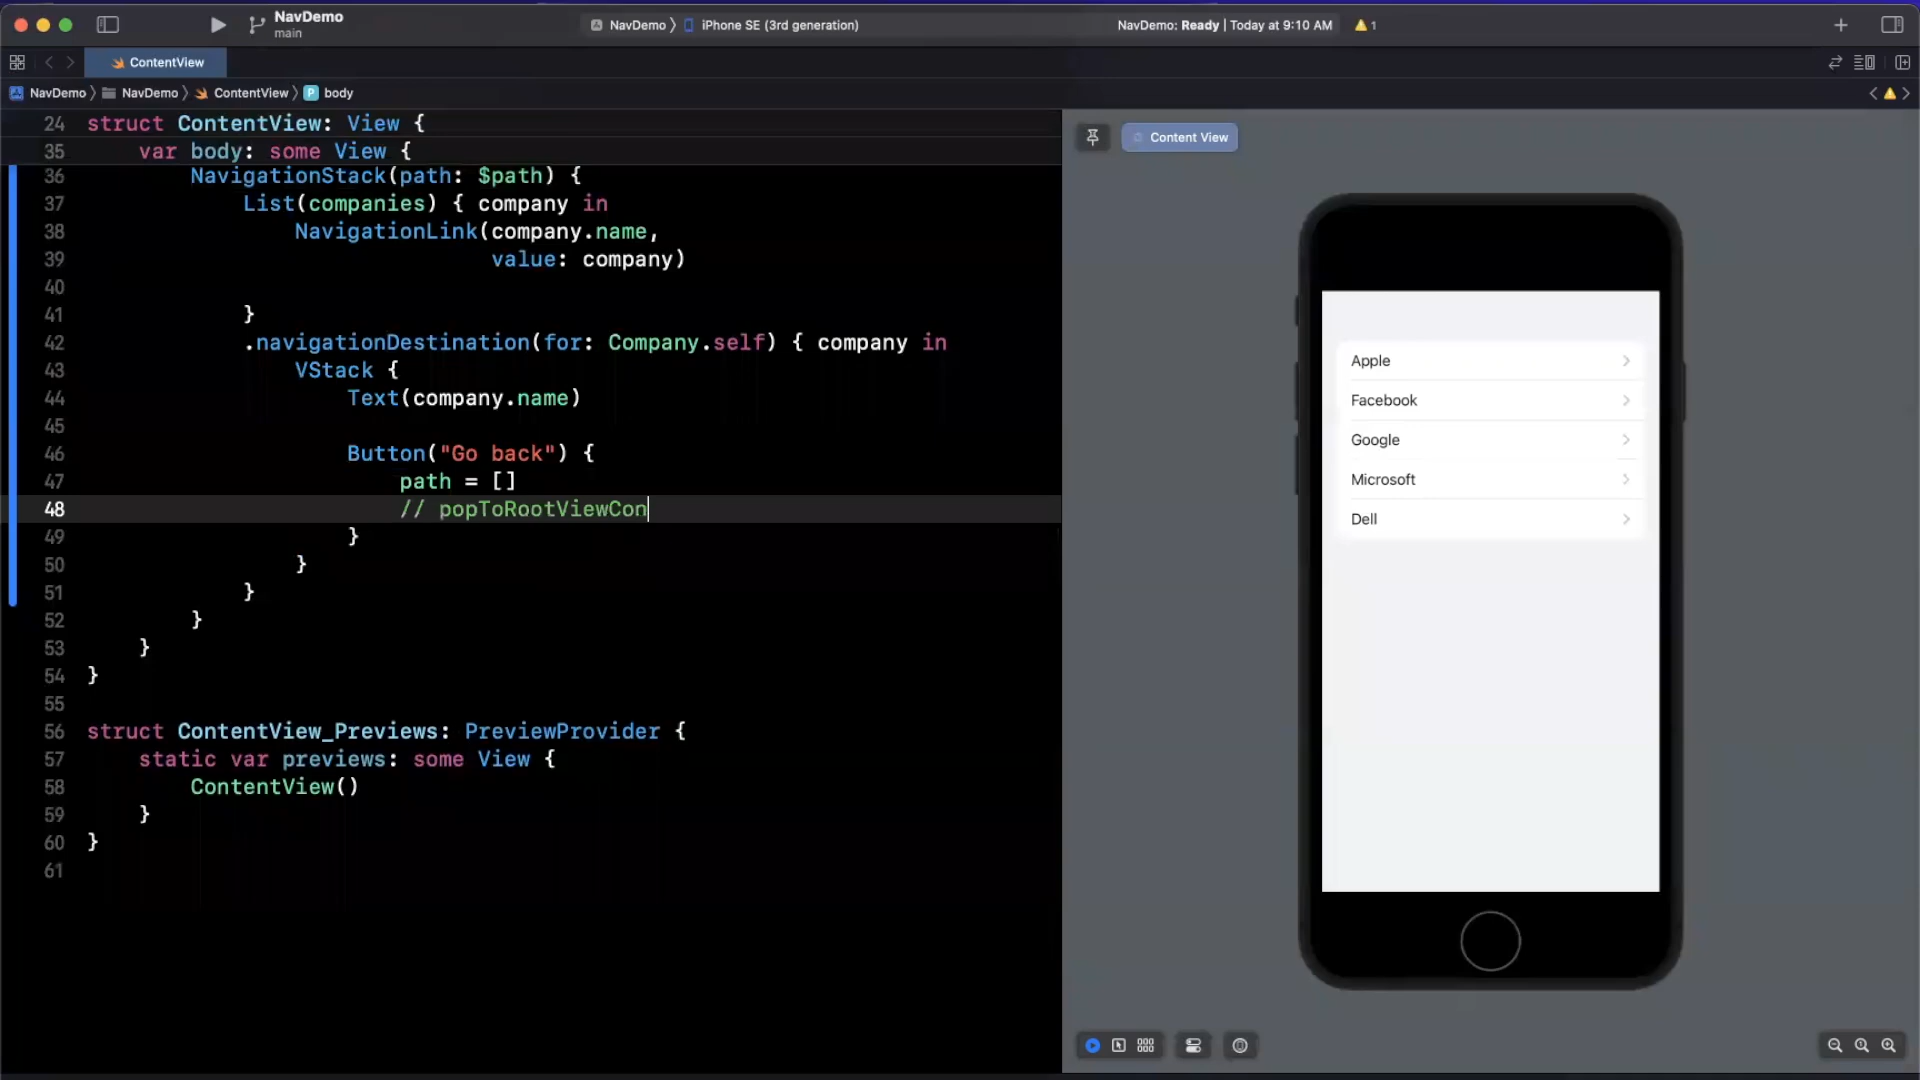 NavDemo
main
NavDemo 〉 iPhone SE (3rd generation)
NavDemo: Ready | Today at 9:10 AM
1
ContentView
NavDemo 〉 NavDemo 〉 ContentView 〉 P body
24 struct ContentView: View {
35 var body: some View {
36 NavigationStack(path: $path) {
37 List(companies) { company in
38 NavigationLink(company.name,
39 value: company)
40
41 }
42 .navigationDestination(for: Company.self) { company in
43 VStack {
44 Text(company.name)
45
46 Button("Go back") {
47 path = []
48 // popToRootViewCon
49 }
50 }
51 }
52 }
53 }
54 }
55
56 struct ContentView_Previews: PreviewProvider {
57 static var previews: some View {
58 ContentView()
59 }
60 }
61
Content View
Apple
Facebook
Google
Microsoft
Dell